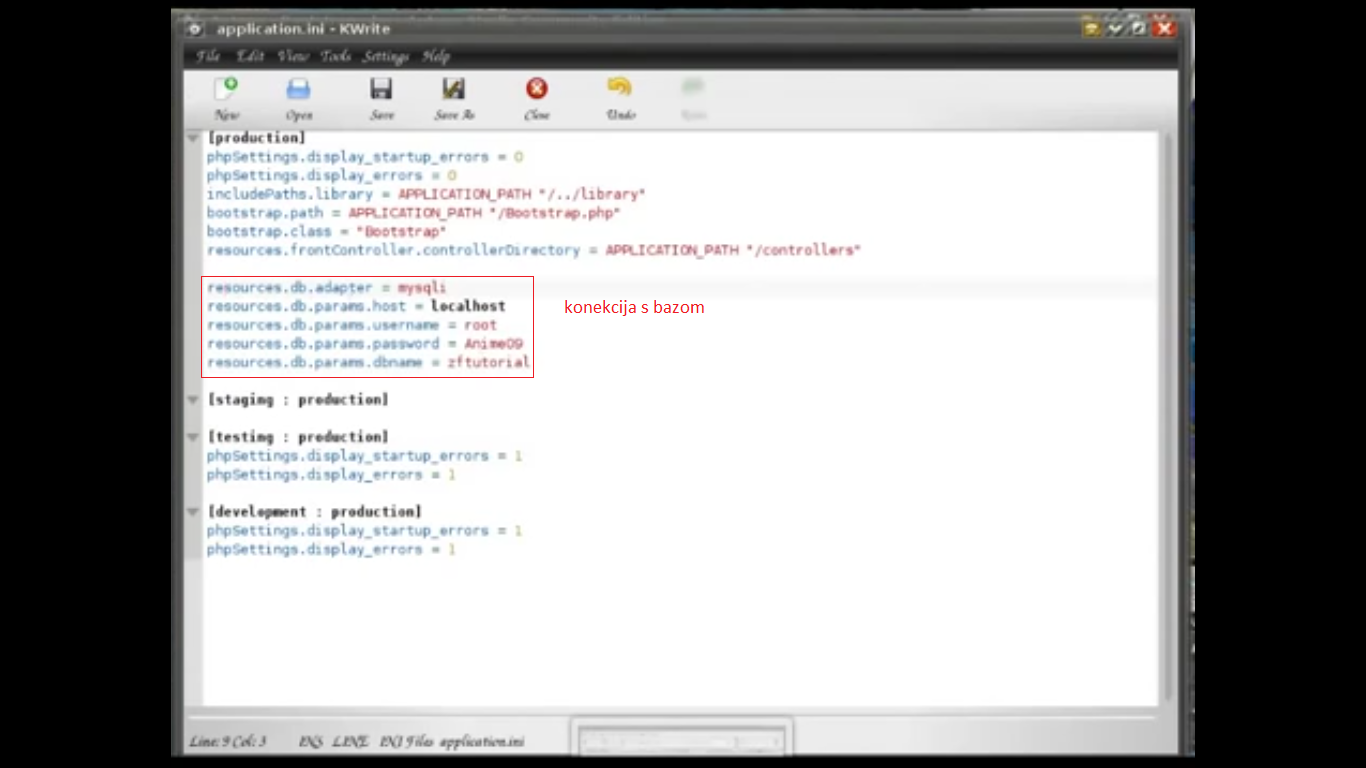 application.ini - KWrite
File Edit View Tools Settings Help
New Open Save Save As Close Undo
[production]
phpSettings.display_startup_errors = 0
phpSettings.display_errors = 0
includePaths.library = APPLICATION_PATH "/../library"
bootstrap.path = APPLICATION_PATH "/Bootstrap.php"
bootstrap.class = "Bootstrap"
resources.frontController.controllerDirectory = APPLICATION_PATH "/controllers"
resources.db.adapter = mysqli
resources.db.params.host = localhost
konekcija s bazom
resources.db.params.username = root
resources.db.params.password = Anime09
resources.db.params.dbname = zftutorial
[staging : production]
[testing : production]
phpSettings.display_startup_errors = 1
phpSettings.display_errors = 1
[development : production]
phpSettings.display_startup_errors = 1
phpSettings.display_errors = 1
Line: 9 Col: 3 INS LINE INI Files application.ini